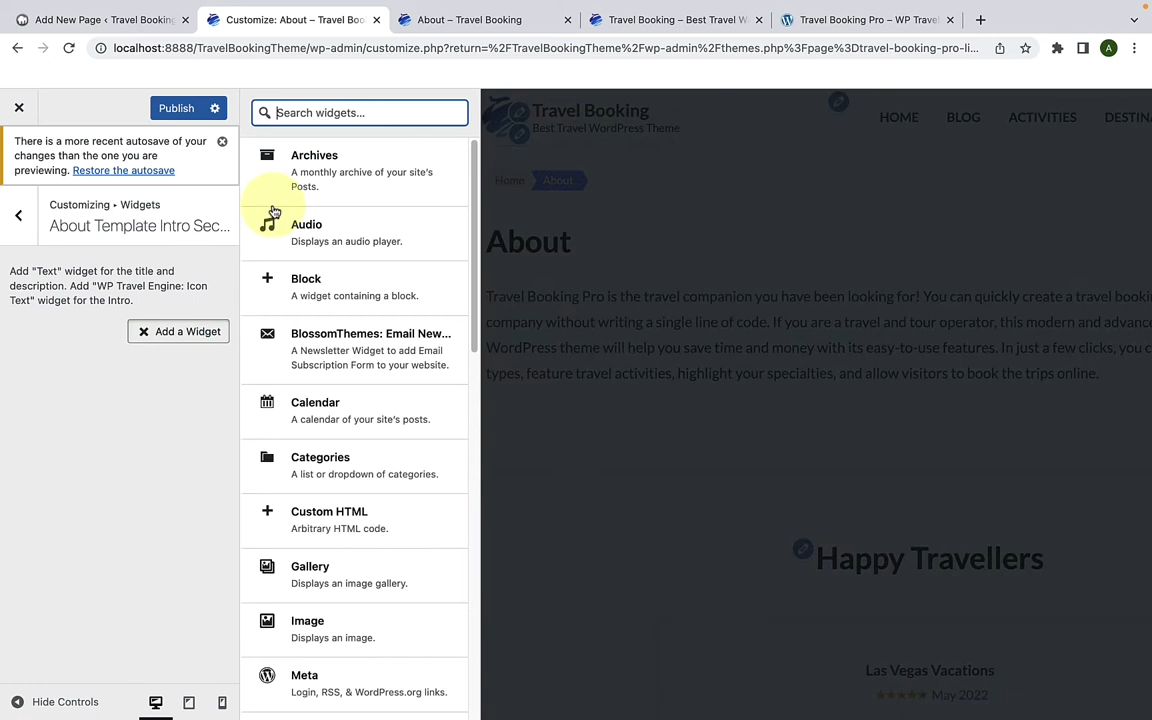 Add New Page ‹ Travel Booking
Customize: About – Travel Boo
About – Travel Booking
Travel Booking – Best Travel W
Travel Booking Pro – WP Travel
localhost:8888/TravelBookingTheme/wp-admin/customize.php?return=%2FTravelBookingTheme%2Fwp-admin%2Fthemes.php%3Fpage%3Dtravel-booking-pro-li...
A
Publish
Search widgets...
There is a more recent autosave of your
changes than the one you are
previewing. Restore the autosave
Customizing ▸ Widgets
About Template Intro Sec...
Add "Text" widget for the title and
description. Add "WP Travel Engine: Icon
Text" widget for the Intro.
Add a Widget
Hide Controls
Archives
A monthly archive of your site's
Posts.
Audio
Displays an audio player.
Block
A widget containing a block.
BlossomThemes: Email New...
A Newsletter Widget to add Email
Subscription Form to your website.
Calendar
A calendar of your site's posts.
Categories
A list or dropdown of categories.
Custom HTML
Arbitrary HTML code.
Gallery
Displays an image gallery.
Image
Displays an image.
Meta
Login, RSS, & WordPress.org links.
Travel Booking
Best Travel WordPress Theme
HOME BLOG ACTIVITIES DESTINA
Home About
About
Travel Booking Pro is the travel companion you have been looking for! You can quickly create a travel booki
company without writing a single line of code. If you are a travel and tour operator, this modern and advance
WordPress theme will help you save time and money with its easy-to-use features. In just a few clicks, you c
types, feature travel activities, highlight your specialties, and allow visitors to book the trips online.
Happy Travellers
Las Vegas Vacations
★★★★★ May 2022